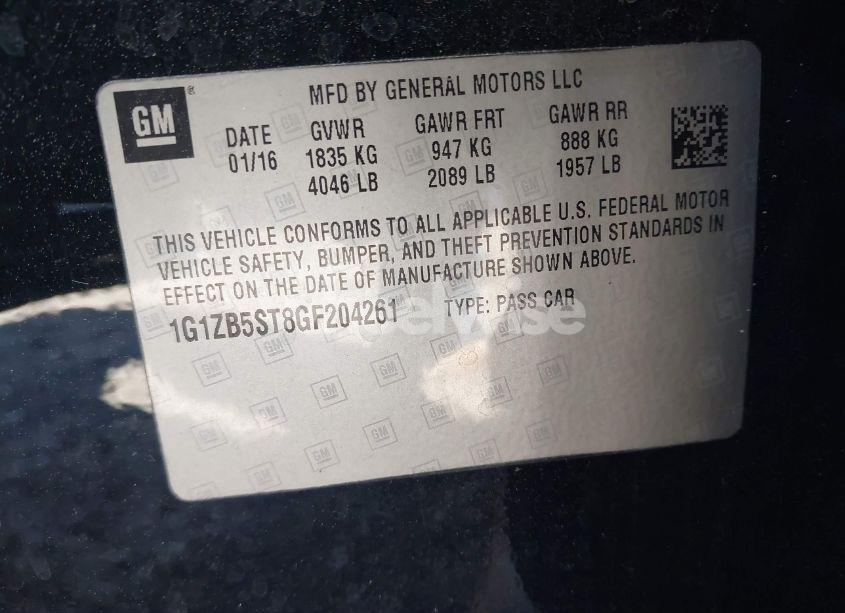 GM
MFD BY GENERAL MOTORS LLC
DATE GVWR GAWR FRT GAWR RR
01/16 1835 KG 947 KG 888 KG
4046 LB 2089 LB 1957 LB
THIS VEHICLE CONFORMS TO ALL APPLICABLE U.S. FEDERAL MOTOR
VEHICLE SAFETY, BUMPER, AND THEFT PREVENTION STANDARDS IN
EFFECT ON THE DATE OF MANUFACTURE SHOWN ABOVE.
1G1ZB5ST8GF204261 TYPE: PASS CAR